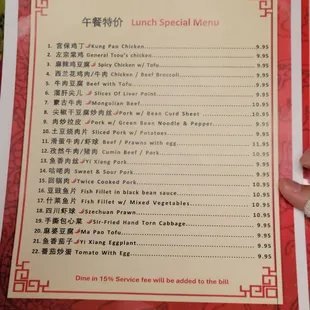 午餐特价 Lunch Special Menu
1. 宫保鸡丁 Kung Pao Chicken 9.95
2. 左宗棠鸡 General Tsou's chicken 9.95
3. 麻辣鸡豆腐 Spicy Chicken w/ Tofu 9.95
4. 西兰花鸡肉/牛肉 Chicken / Beef Broccoli 9.95
5. 牛肉豆腐 Beef with Tofu 9.95
6. 溜肝尖儿 Slices Of Liver Point 9.95
7. 蒙古牛肉 Mongolian Beef 10.95
8. 尖椒干豆腐炒肉丝 Pork w/ Bean Curd Sheet 10.95
9. 肉炒拉皮 Pork w/ Green Bean Noodle & Pepper 9.95
10. 土豆烧肉片 Sliced Pork w/ Potatoes 9.95
11. 滑蛋牛肉/虾球 Beef / Prawns with egg 11.95
12. 孜然牛肉/猪肉 Cumin Beef / Pork 11.95
13. 鱼香肉丝 Yi Xiang Pork 9.95
14. 咕咾肉 Sweet & Sour Pork 9.95
15. 回锅肉 Twice Cooked Pork 10.95
16. 豆豉鱼片 Fish Fillet in black bean sauce 10.95
17. 什菜鱼片 Fish Fillet w/ Mixed Vegetables 10.95
18. 四川虾球 Szechuan Prawn 10.95
19. 手撕包心菜 Sir-Fried Hand Torn Cabbage 9.95
20. 麻婆豆腐 Ma Pao Tofu 9.95
21. 鱼香茄子 Yi Xiang Eggplant 9.95
22. 番茄炒蛋 Tomato With Egg 9.95
Dine in 15% Service fee will be added to the bill